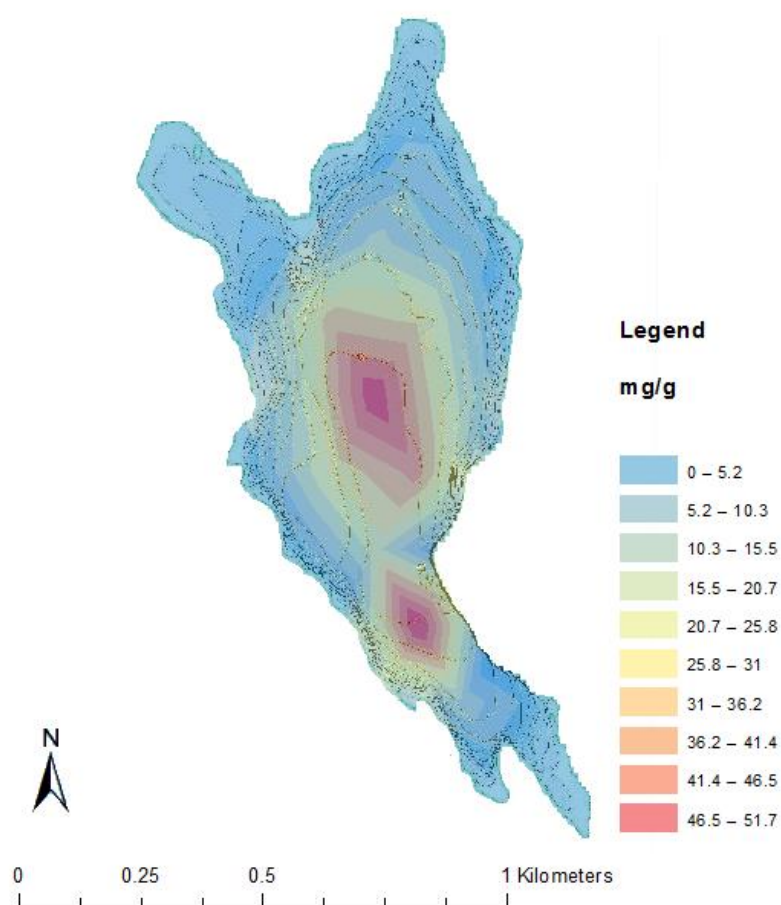 Legend
mg/g
0 – 5.2
5.2 – 10.3
10.3 – 15.5
15.5 – 20.7
20.7 – 25.8
25.8 – 31
31 – 36.2
36.2 – 41.4
41.4 – 46.5
46.5 – 51.7
N
0 0.25 0.5 1 Kilometers